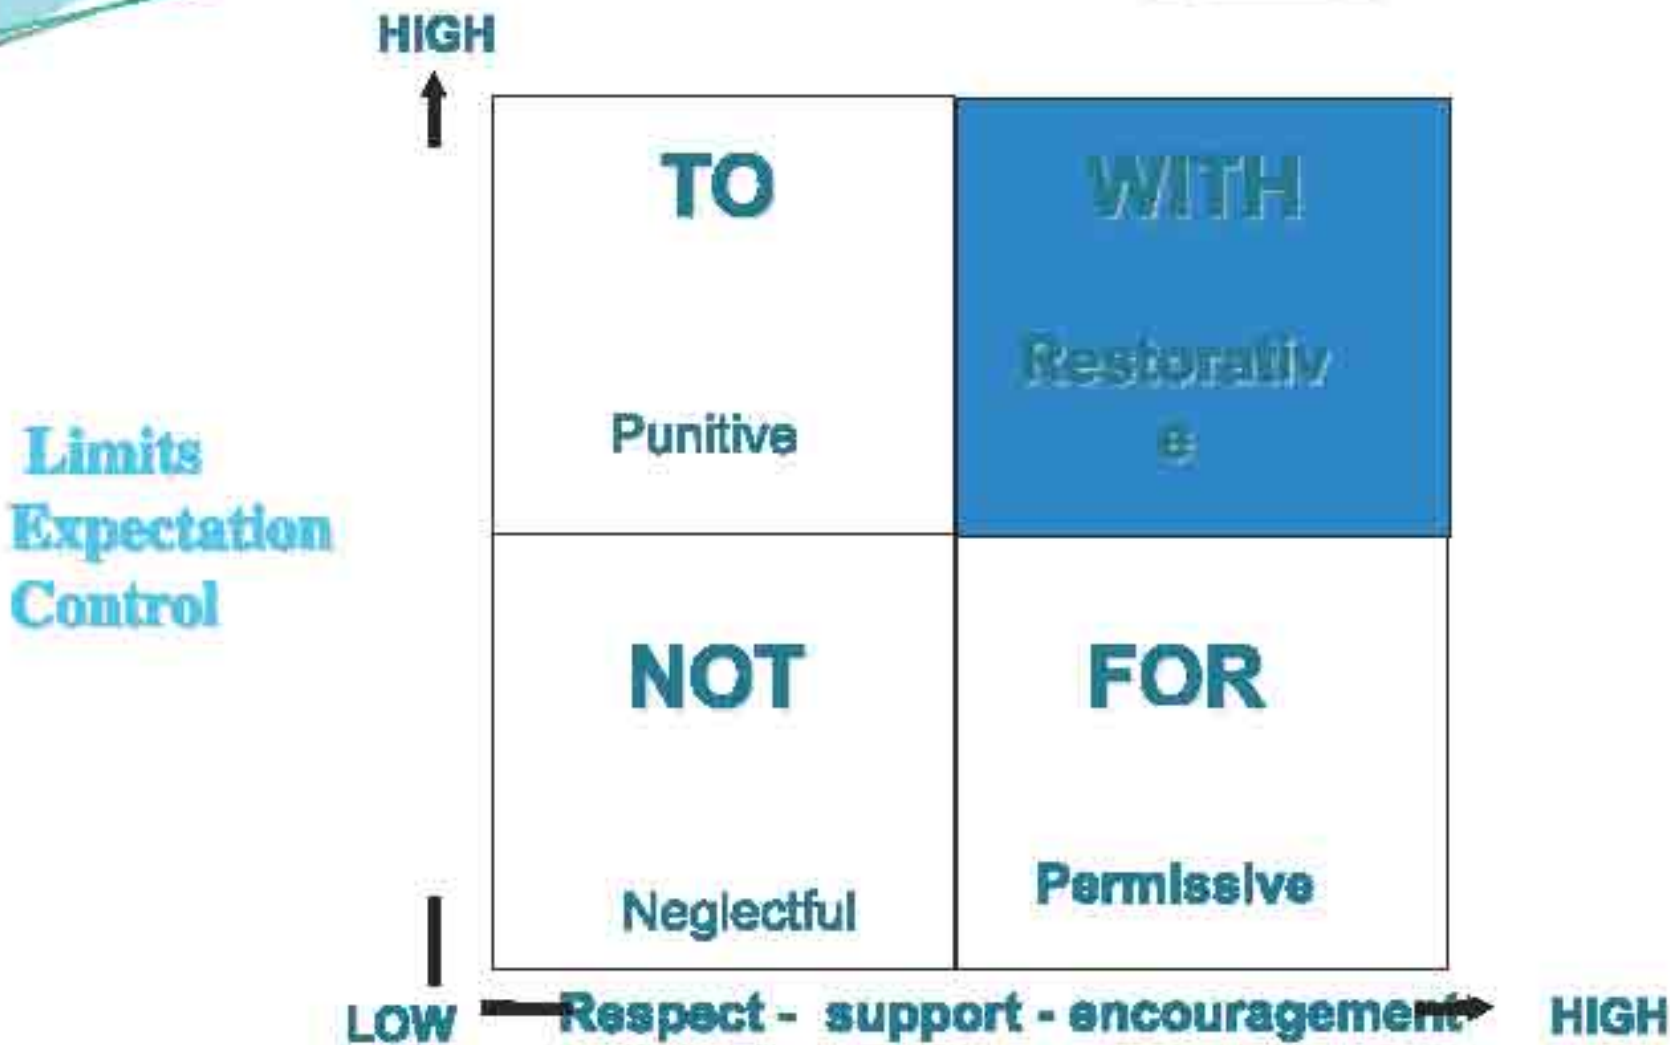 HIGH
TO
WITH
Restorativ
e
Punitive
Limits
Expectation
Control
NOT
FOR
Permissive
Neglectful
LOW
Respect - support - encouragement
HIGH